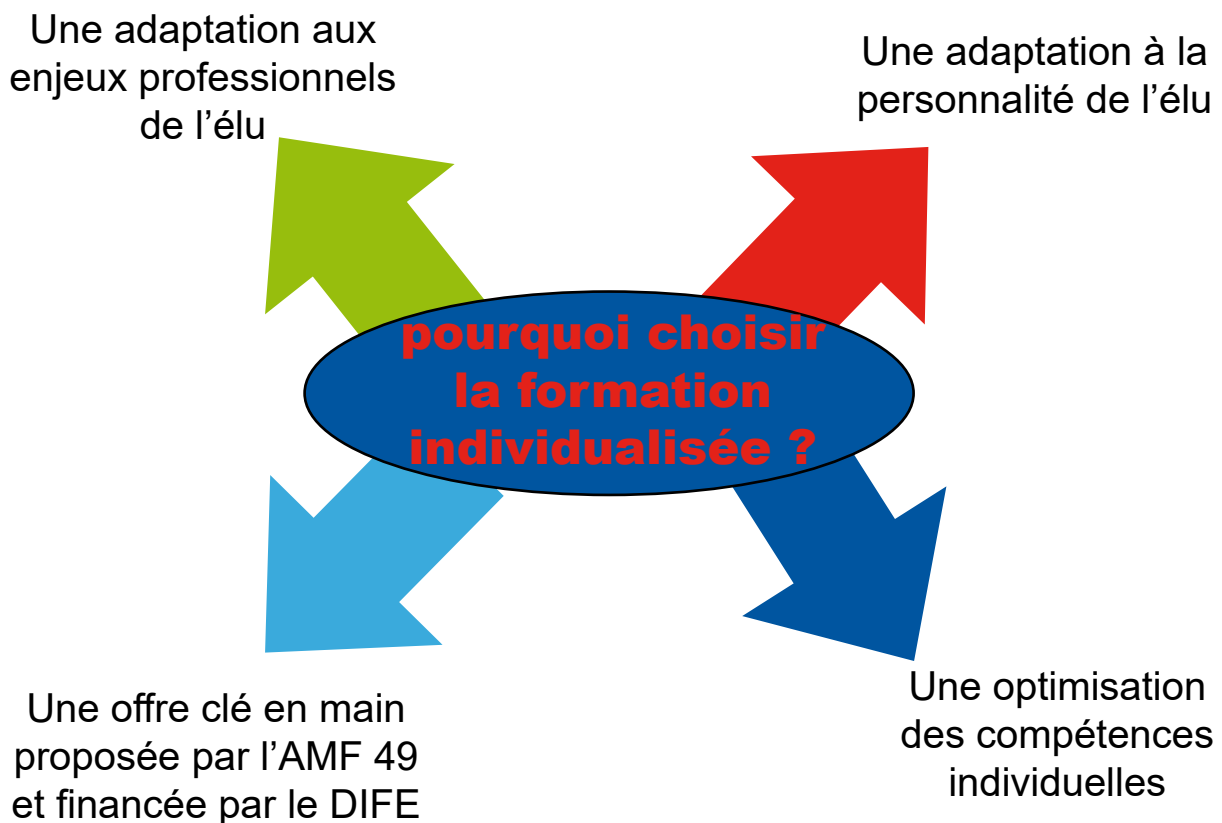 Une adaptation aux
enjeux professionnels
de l’élu
Une adaptation à la
personnalité de l’élu
pourquoi choisir
la formation
individualisée ?
Une offre clé en main
proposée par l’AMF 49
et financée par le DIFE
Une optimisation
des compétences
individuelles